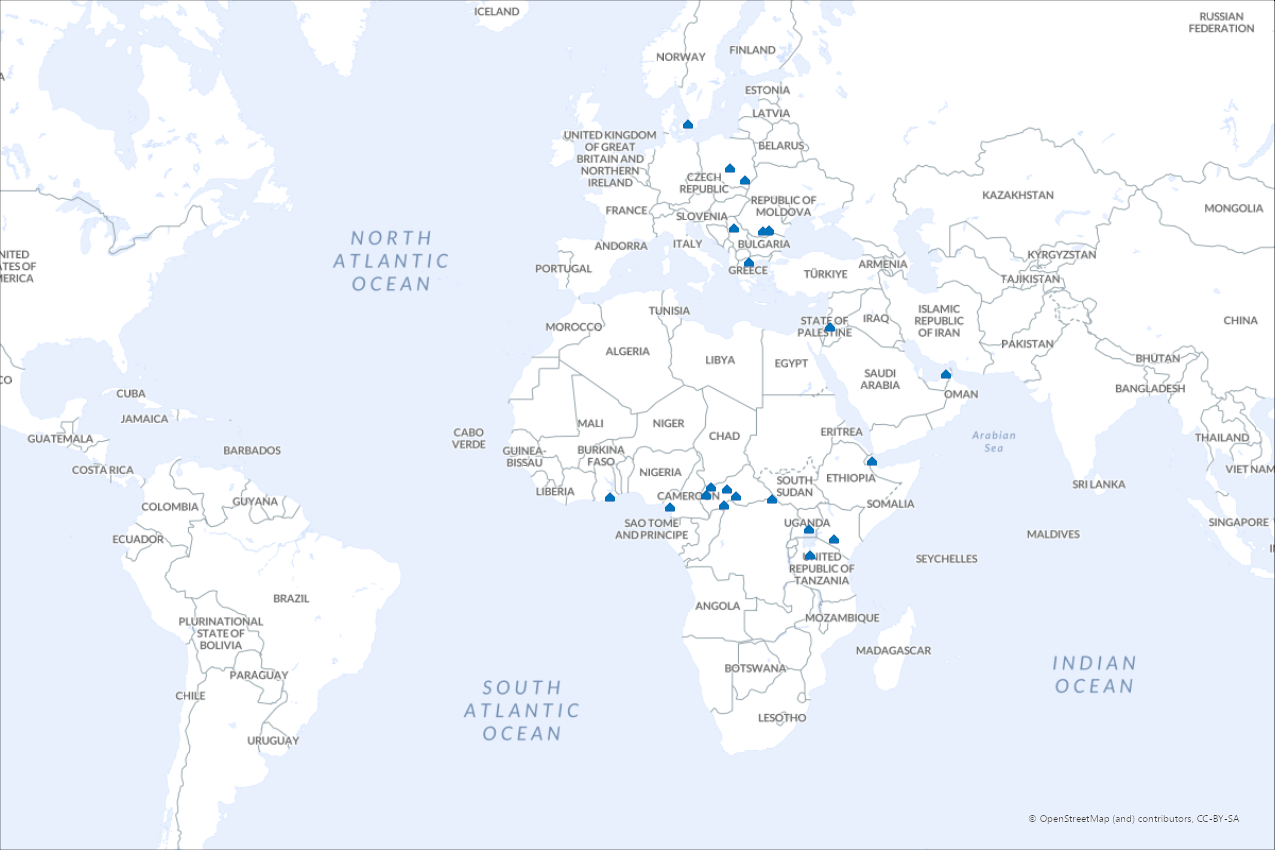 ICELAND
RUSSIAN
FEDERATION
NORWAY
FINLAND
ESTONIA
LATVIA
BELARUS
UNITED KINGDOM
OF GREAT
BRITAIN AND
NORTHERN
IRELAND
CZECH
REPUBLIC
FRANCE
SLOVENIA
REPUBLIC OF
MOLDOVA
KAZAKHSTAN
MONGOLIA
ANDORRA
ITALY
BULGARIA
PORTUGAL
GREECE
TÜRKIYE
ARMENIA
KYRGYZSTAN
TAJIKISTAN
NORTH
ATLANTIC
OCEAN
NITED
ATES OF
MERICA
TUNISIA
MOROCCO
ALGERIA
LIBYA
EGYPT
STATE OF
PALESTINE
IRAQ
ISLAMIC
REPUBLIC
OF IRAN
PAKISTAN
CHINA
BHUTAN
BANGLADESH
SAUDI
ARABIA
OMAN
CO
CUBA
JAMAICA
GUATEMALA
BARBADOS
COSTA RICA
CABO
VERDE
MALI
NIGER
CHAD
ERITREA
Arabian
Sea
THAILAND
VIET NAM
GUINEA-
BISSAU
BURKINA
FASO
NIGERIA
LIBERIA
CAMEROON
SOUTH
SUDAN
ETHIOPIA
SOMALIA
SRI LANKA
COLOMBIA
GUYANA
ECUADOR
SAO TOME
AND PRINCIPE
UGANDA
MALDIVES
SINGAPORE
SEYCHELLES
UNITED
REPUBLIC OF
TANZANIA
BRAZIL
ANGOLA
MOZAMBIQUE
PLURINATIONAL
STATE OF
BOLIVIA
MADAGASCAR
PARAGUAY
BOTSWANA
CHILE
LESOTHO
URUGUAY
SOUTH
ATLANTIC
OCEAN
INDIAN
OCEAN
© OpenStreetMap (and) contributors, CC-BY-SA